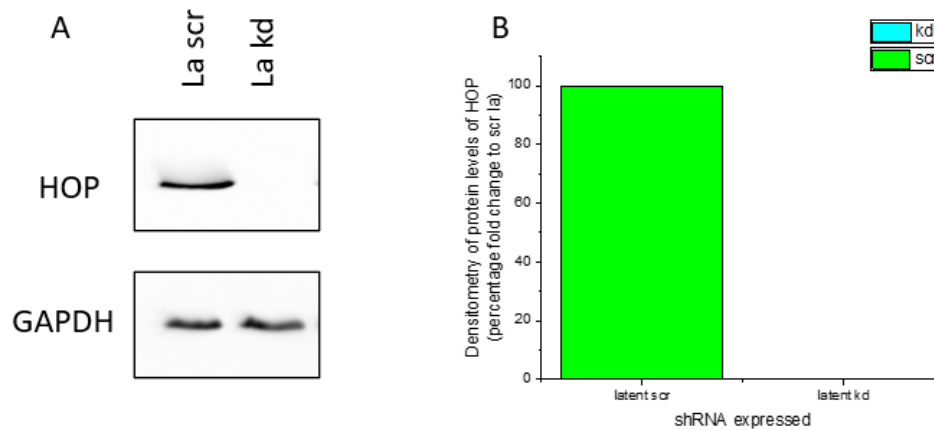 A
La scr
La kd
HOP
GAPDH
B
kd
scr
Densitometry of protein levels of HOP
(percentage fold change to scr la)
100
80
60
40
20
0
latent scr
latent kd
shRNA expressed